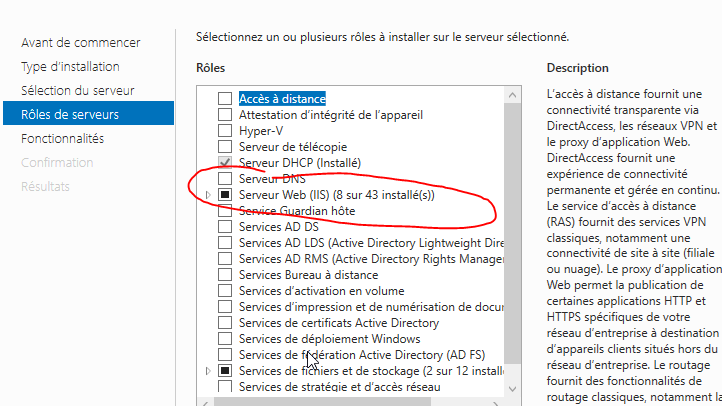 Sélectionnez un ou plusieurs rôles à installer sur le serveur sélectionné.
Avant de commencer
Type d'installation
Sélection du serveur
Rôles de serveurs
Fonctionnalités
Confirmation
Résultats
Rôles
Accès à distance
Attestation d'intégrité de l'appareil
Hyper-V
Serveur de télécopie
Serveur DHCP (Installé)
Serveur DNS
Serveur Web (IIS) (8 sur 43 installé(s))
Service Guardian hôte
Services AD DS
Services AD LDS (Active Directory Lightweight Dire
Services AD RMS (Active Directory Rights Manager
Services Bureau à distance
Services d'activation en volume
Services d'impression et de numérisation de docu
Services de certificats Active Directory
Services de déploiement Windows
Services de fédération Active Directory (AD FS)
Services de fichiers et de stockage (2 sur 12 installé
Services de stratégie et d'accès réseau
Description
L'accès à distance fournit une
connectivité transparente via
DirectAccess, les réseaux VPN et
le proxy d'application Web.
DirectAccess fournit une
expérience de connectivité
permanente et gérée en continu.
Le service d'accès à distance
(RAS) fournit des services VPN
classiques, notamment une
connectivité de site à site (filiale
ou nuage). Le proxy d'application
Web permet la publication de
certaines applications HTTP et
HTTPS spécifiques de votre
réseau d'entreprise à destination
d'appareils clients situés hors du
réseau d'entreprise. Le routage
fournit des fonctionnalités de
routage classiques, notamment la